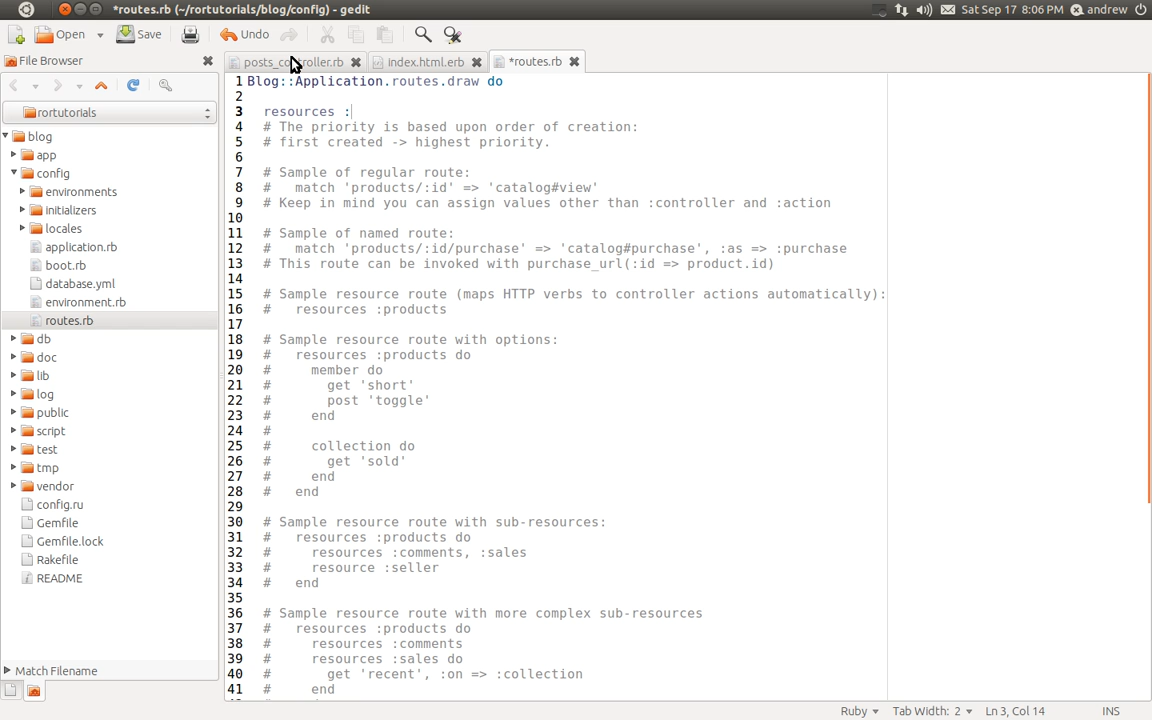 *routes.rb (~/rortutorials/blog/config) - gedit
Sat Sep 17 8:06 PM andrew
Open Save Undo
File Browser
posts_co roller.rb index.html.erb *routes.rb
rortutorials
blog
app
config
environments
initializers
locales
application.rb
boot.rb
database.yml
environment.rb
routes.rb
db
doc
lib
log
public
script
test
tmp
vendor
config.ru
Gemfile
Gemfile.lock
Rakefile
README
Match Filename
1 Blog::Application.routes.draw do
2
3 resources :
4 # The priority is based upon order of creation:
5 # first created -> highest priority.
6
7 # Sample of regular route:
8 #   match 'products/:id' => 'catalog#view'
9 # Keep in mind you can assign values other than :controller and :action
10
11 # Sample of named route:
12 #   match 'products/:id/purchase' => 'catalog#purchase', :as => :purchase
13 # This route can be invoked with purchase_url(:id => product.id)
14
15 # Sample resource route (maps HTTP verbs to controller actions automatically):
16 #   resources :products
17
18 # Sample resource route with options:
19 #   resources :products do
20 #     member do
21 #       get 'short'
22 #       post 'toggle'
23 #     end
24 #
25 #     collection do
26 #       get 'sold'
27 #     end
28 #   end
29
30 # Sample resource route with sub-resources:
31 #   resources :products do
32 #     resources :comments, :sales
33 #     resource :seller
34 #   end
35
36 # Sample resource route with more complex sub-resources
37 #   resources :products do
38 #     resources :comments
39 #     resources :sales do
40 #       get 'recent', :on => :collection
41 #     end
Ruby Tab Width: 2 Ln 3, Col 14 INS